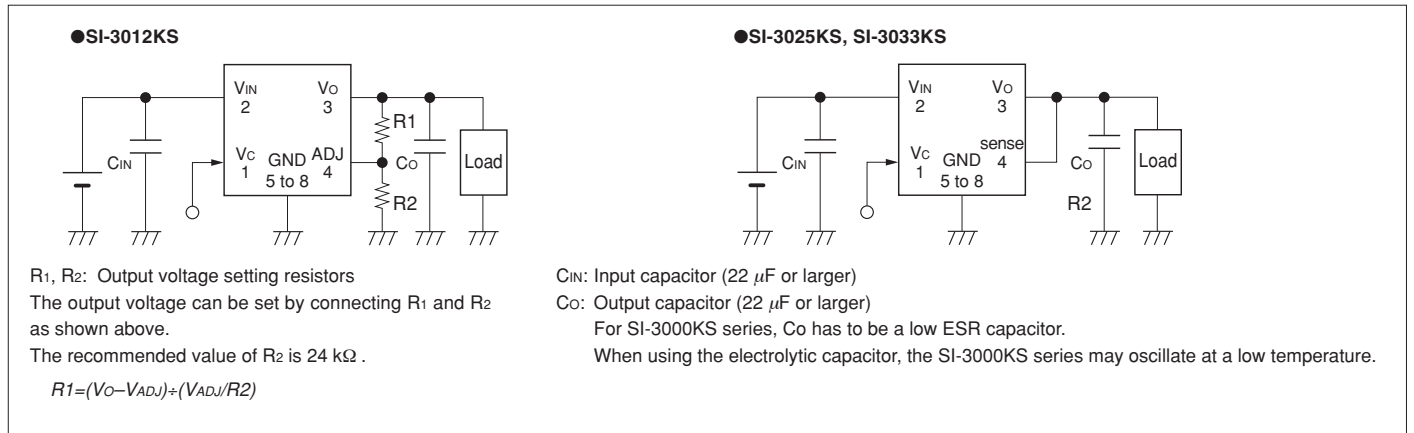 ●SI-3012KS
VIN
2
VO
3
VC
1
GND
5 to 8
ADJ
4
CIN
R1
R2
CO
Load
●SI-3025KS, SI-3033KS
VIN
2
VO
3
VC
1
GND
5 to 8
sense
4
CIN
CO
R2
Load
R1, R2: Output voltage setting resistors
The output voltage can be set by connecting R1 and R2
as shown above.
The recommended value of R2 is 24 kΩ .
R1=(VO–VADJ)÷(VADJ/R2)
CIN: Input capacitor (22 μF or larger)
CO: Output capacitor (22 μF or larger)
For SI-3000KS series, Co has to be a low ESR capacitor.
When using the electrolytic capacitor, the SI-3000KS series may oscillate at a low temperature.